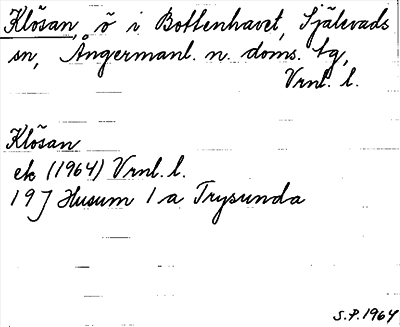 Klösan, ö i Bottenhavet, Själevads
sn, Ångermanl. n. doms. tg,
Vrnl. l.
Klösan
ek (1964) Vrnl. l.
19 J Husum 1 a Trysunda
S.P. 1964